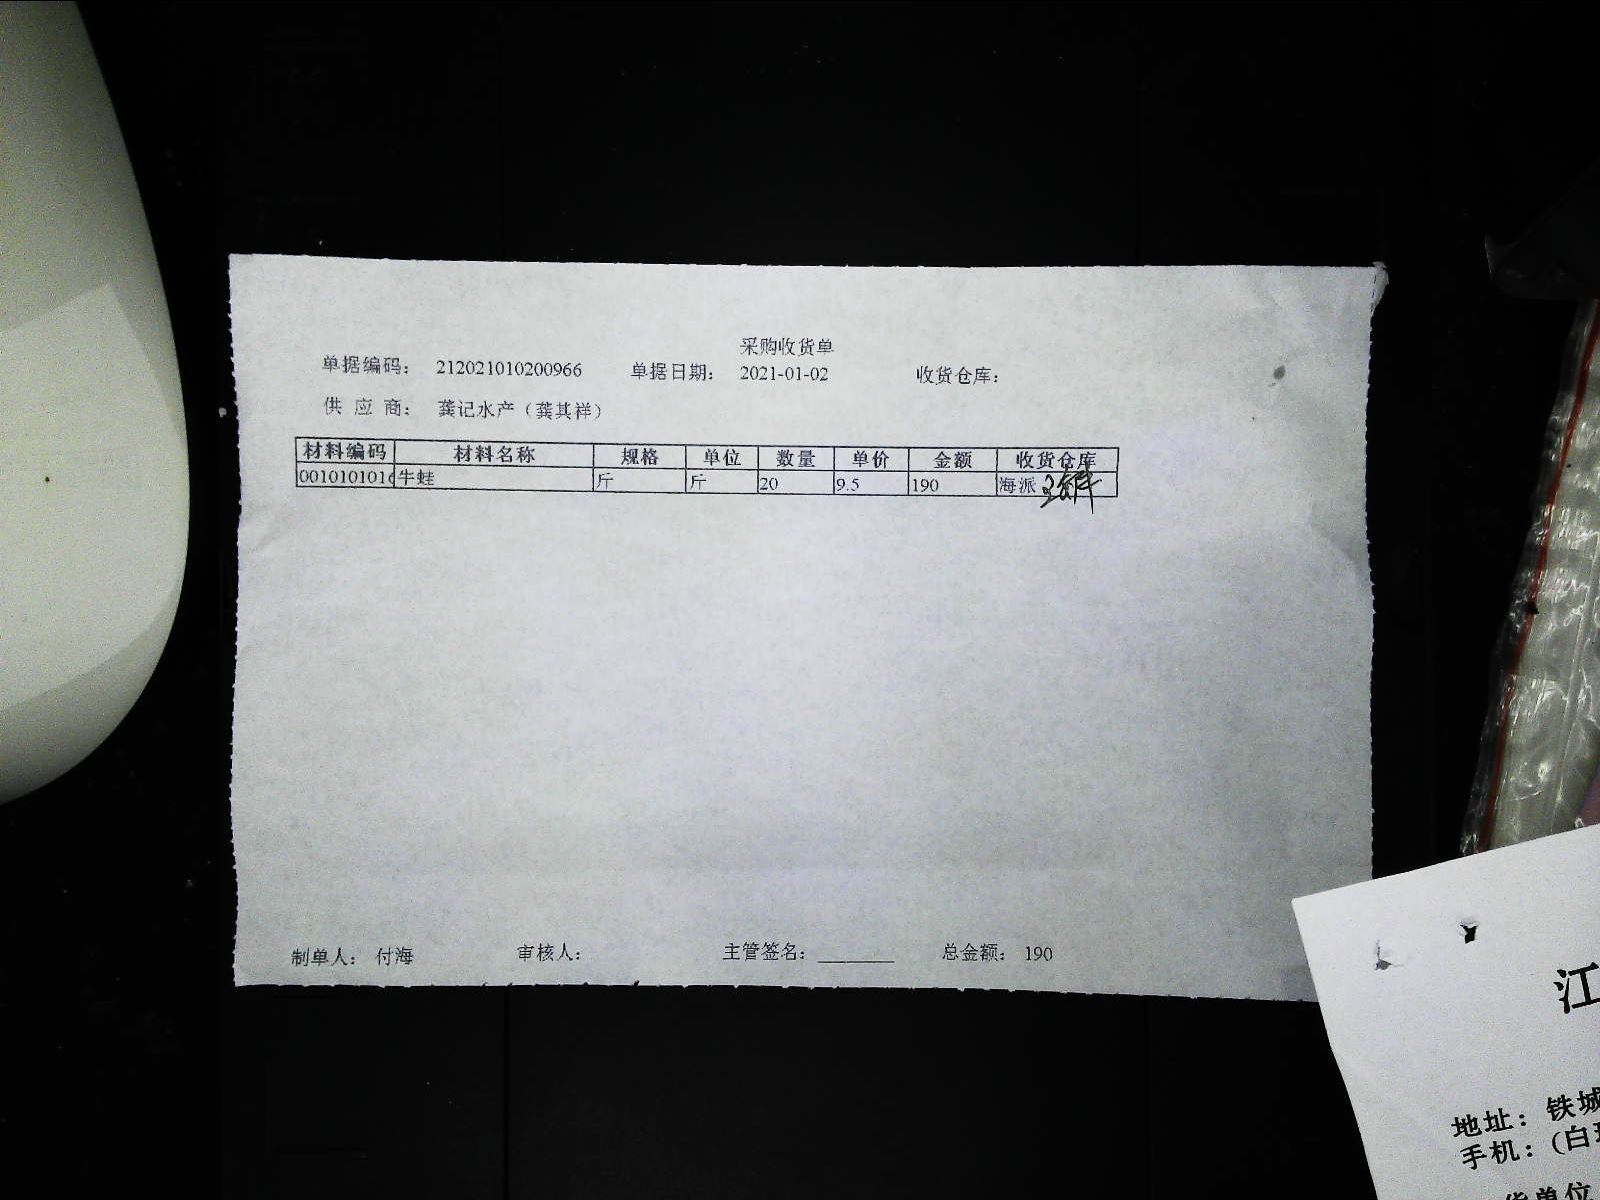 采购收货单
单据编码： 212021010200966 单据日期： 2021-01-02 收货仓库：
供 应 商： 龚记水产（龚其祥）
材料编码 材料名称 规格 单位 数量 单价 金额 收货仓库
001010101 牛蛙 斤 斤 20 9.5 190 海派
制单人： 付海 审核人： 主管签名： ________ 总金额： 190
江
地址：铁城
手机：（白
货单位